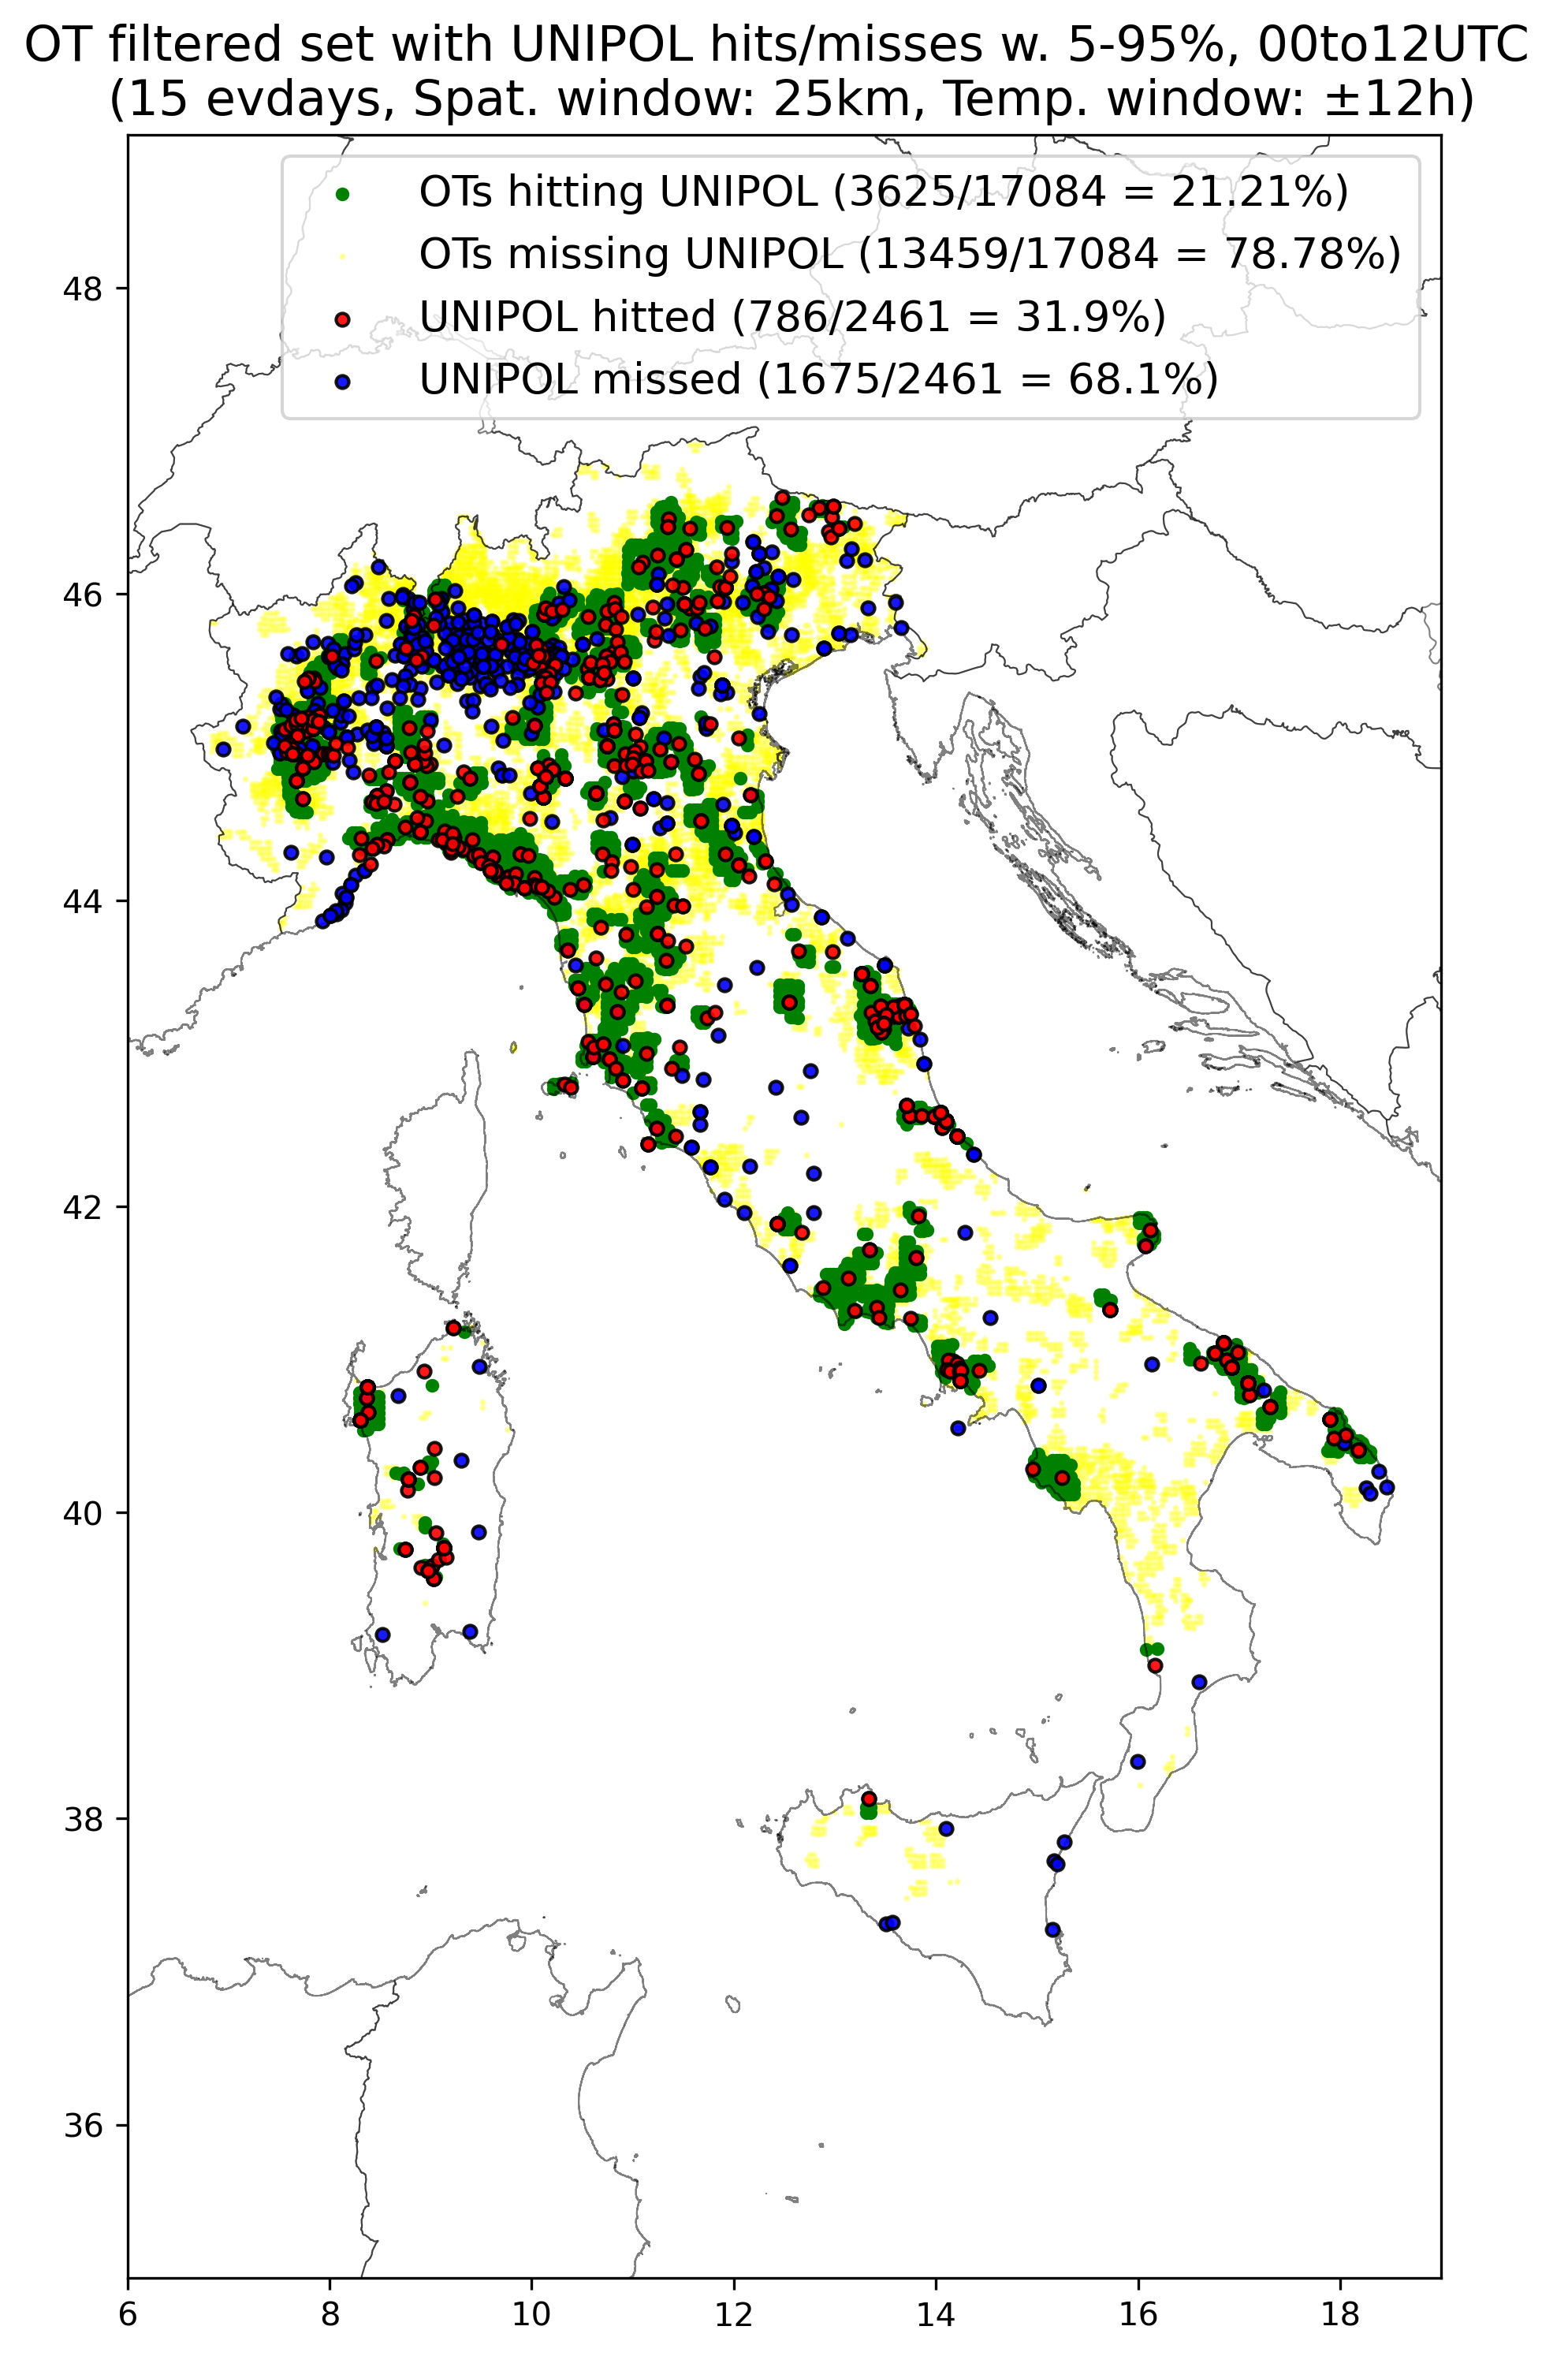 OT filtered set with UNIPOL hits/misses w. 5-95%, 00to12UTC
(15 evdays, Spat. window: 25km, Temp. window: ±12h)
OTs hitting UNIPOL (3625/17084 = 21.21%)
OTs missing UNIPOL (13459/17084 = 78.78%)
UNIPOL hitted (786/2461 = 31.9%)
UNIPOL missed (1675/2461 = 68.1%)
48
46
44
42
40
38
36
6 8 10 12 14 16 18